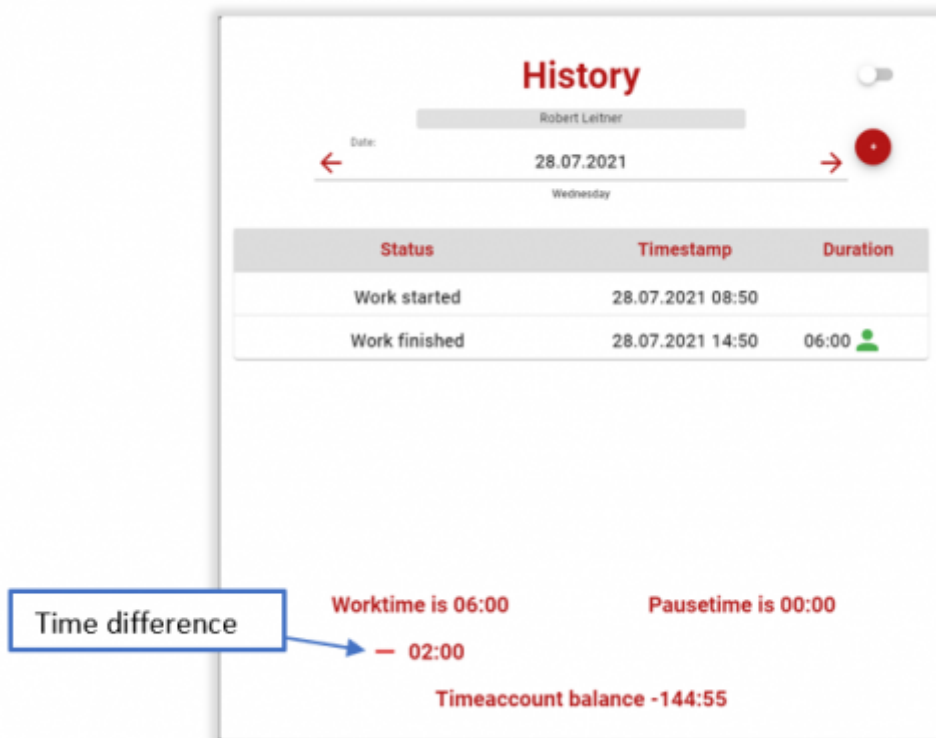 History
Robert Leitner
Date:
28.07.2021
Wednesday
Status Timestamp Duration
Work started 28.07.2021 08:50
Work finished 28.07.2021 14:50 06:00
Worktime is 06:00 Pausetime is 00:00
Time difference
— 02:00
Timeaccount balance -144:55